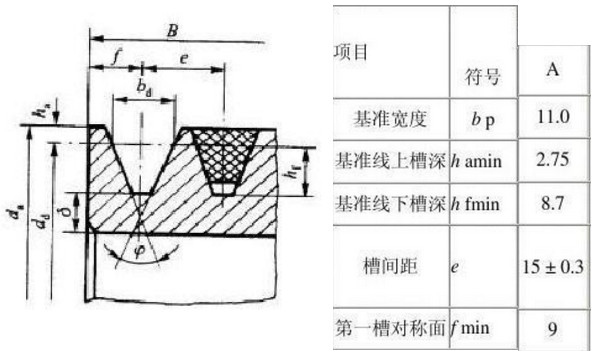 B
f
e
b_d
h_a
h_f
d_a
d_d
δ
φ
项目
符号
A
基准宽度
b p
11.0
基准线上槽深
h amin
2.75
基准线下槽深
h fmin
8.7
槽间距
e
15 ± 0.3
第一槽对称面
f min
9